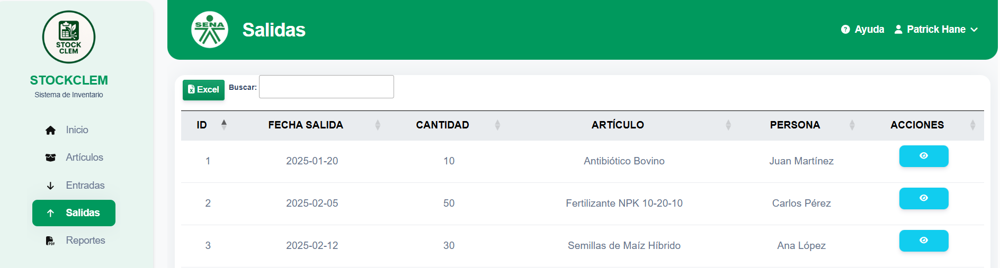 STOCK
CLEM
STOCKCLEM
Sistema de Inventario
Inicio
Artículos
Entradas
Salidas
PDF
Reportes
SENA
Salidas
? Ayuda
Patrick Hane
X Excel
Buscar:
ID FECHA SALIDA CANTIDAD ARTÍCULO PERSONA ACCIONES
1 2025-01-20 10 Antibiótico Bovino Juan Martínez
2 2025-02-05 50 Fertilizante NPK 10-20-10 Carlos Pérez
3 2025-02-12 30 Semillas de Maíz Híbrido Ana López